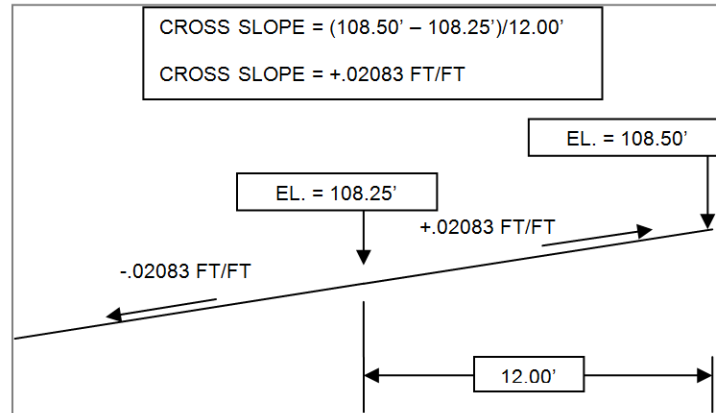 CROSS SLOPE = (108.50’ – 108.25’)/12.00’
CROSS SLOPE = +.02083 FT/FT
EL. = 108.50’
EL. = 108.25’
+.02083 FT/FT
-.02083 FT/FT
12.00’